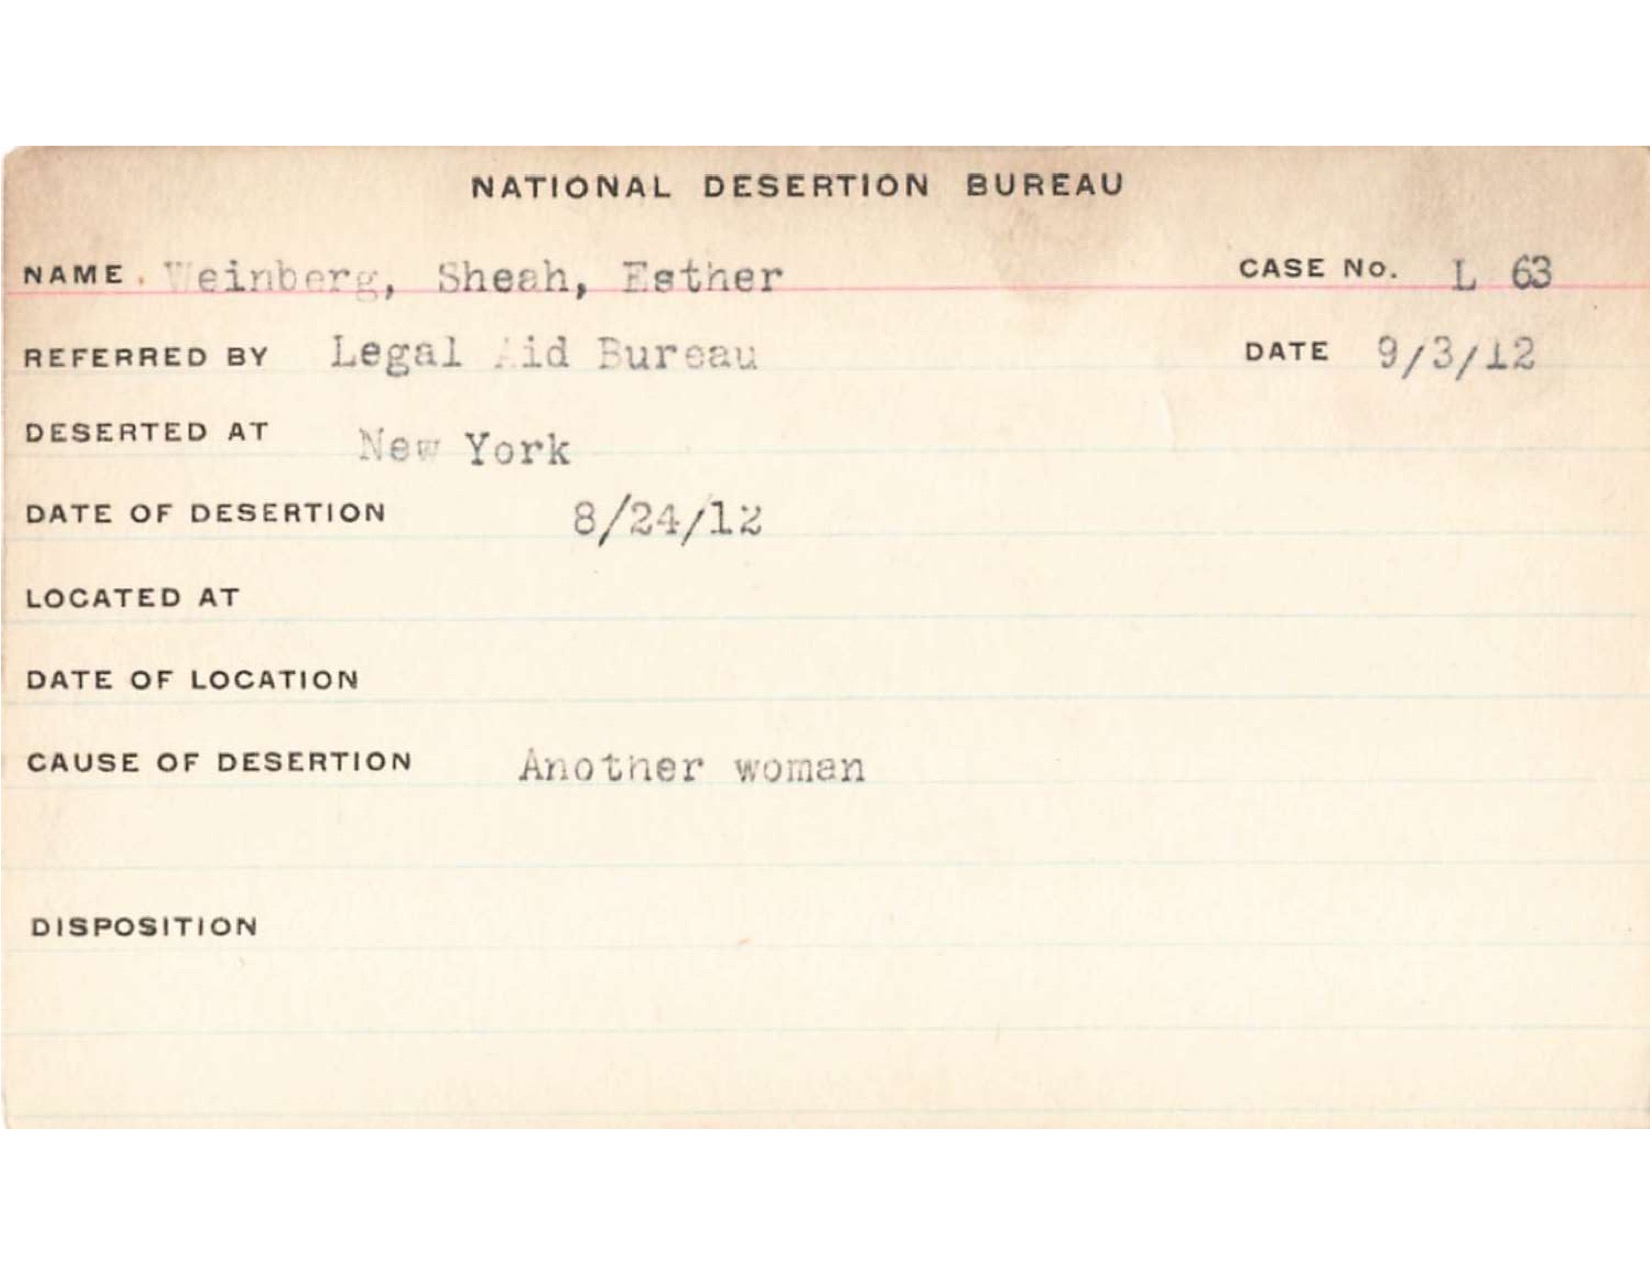 NATIONAL DESERTION BUREAU
NAME. Weinberg, Sheah, Esther CASE No. L 63
REFERRED BY Legal Aid Bureau DATE 9/3/12
DESERTED AT New York
DATE OF DESERTION 8/24/12
LOCATED AT
DATE OF LOCATION
CAUSE OF DESERTION Another woman
DISPOSITION